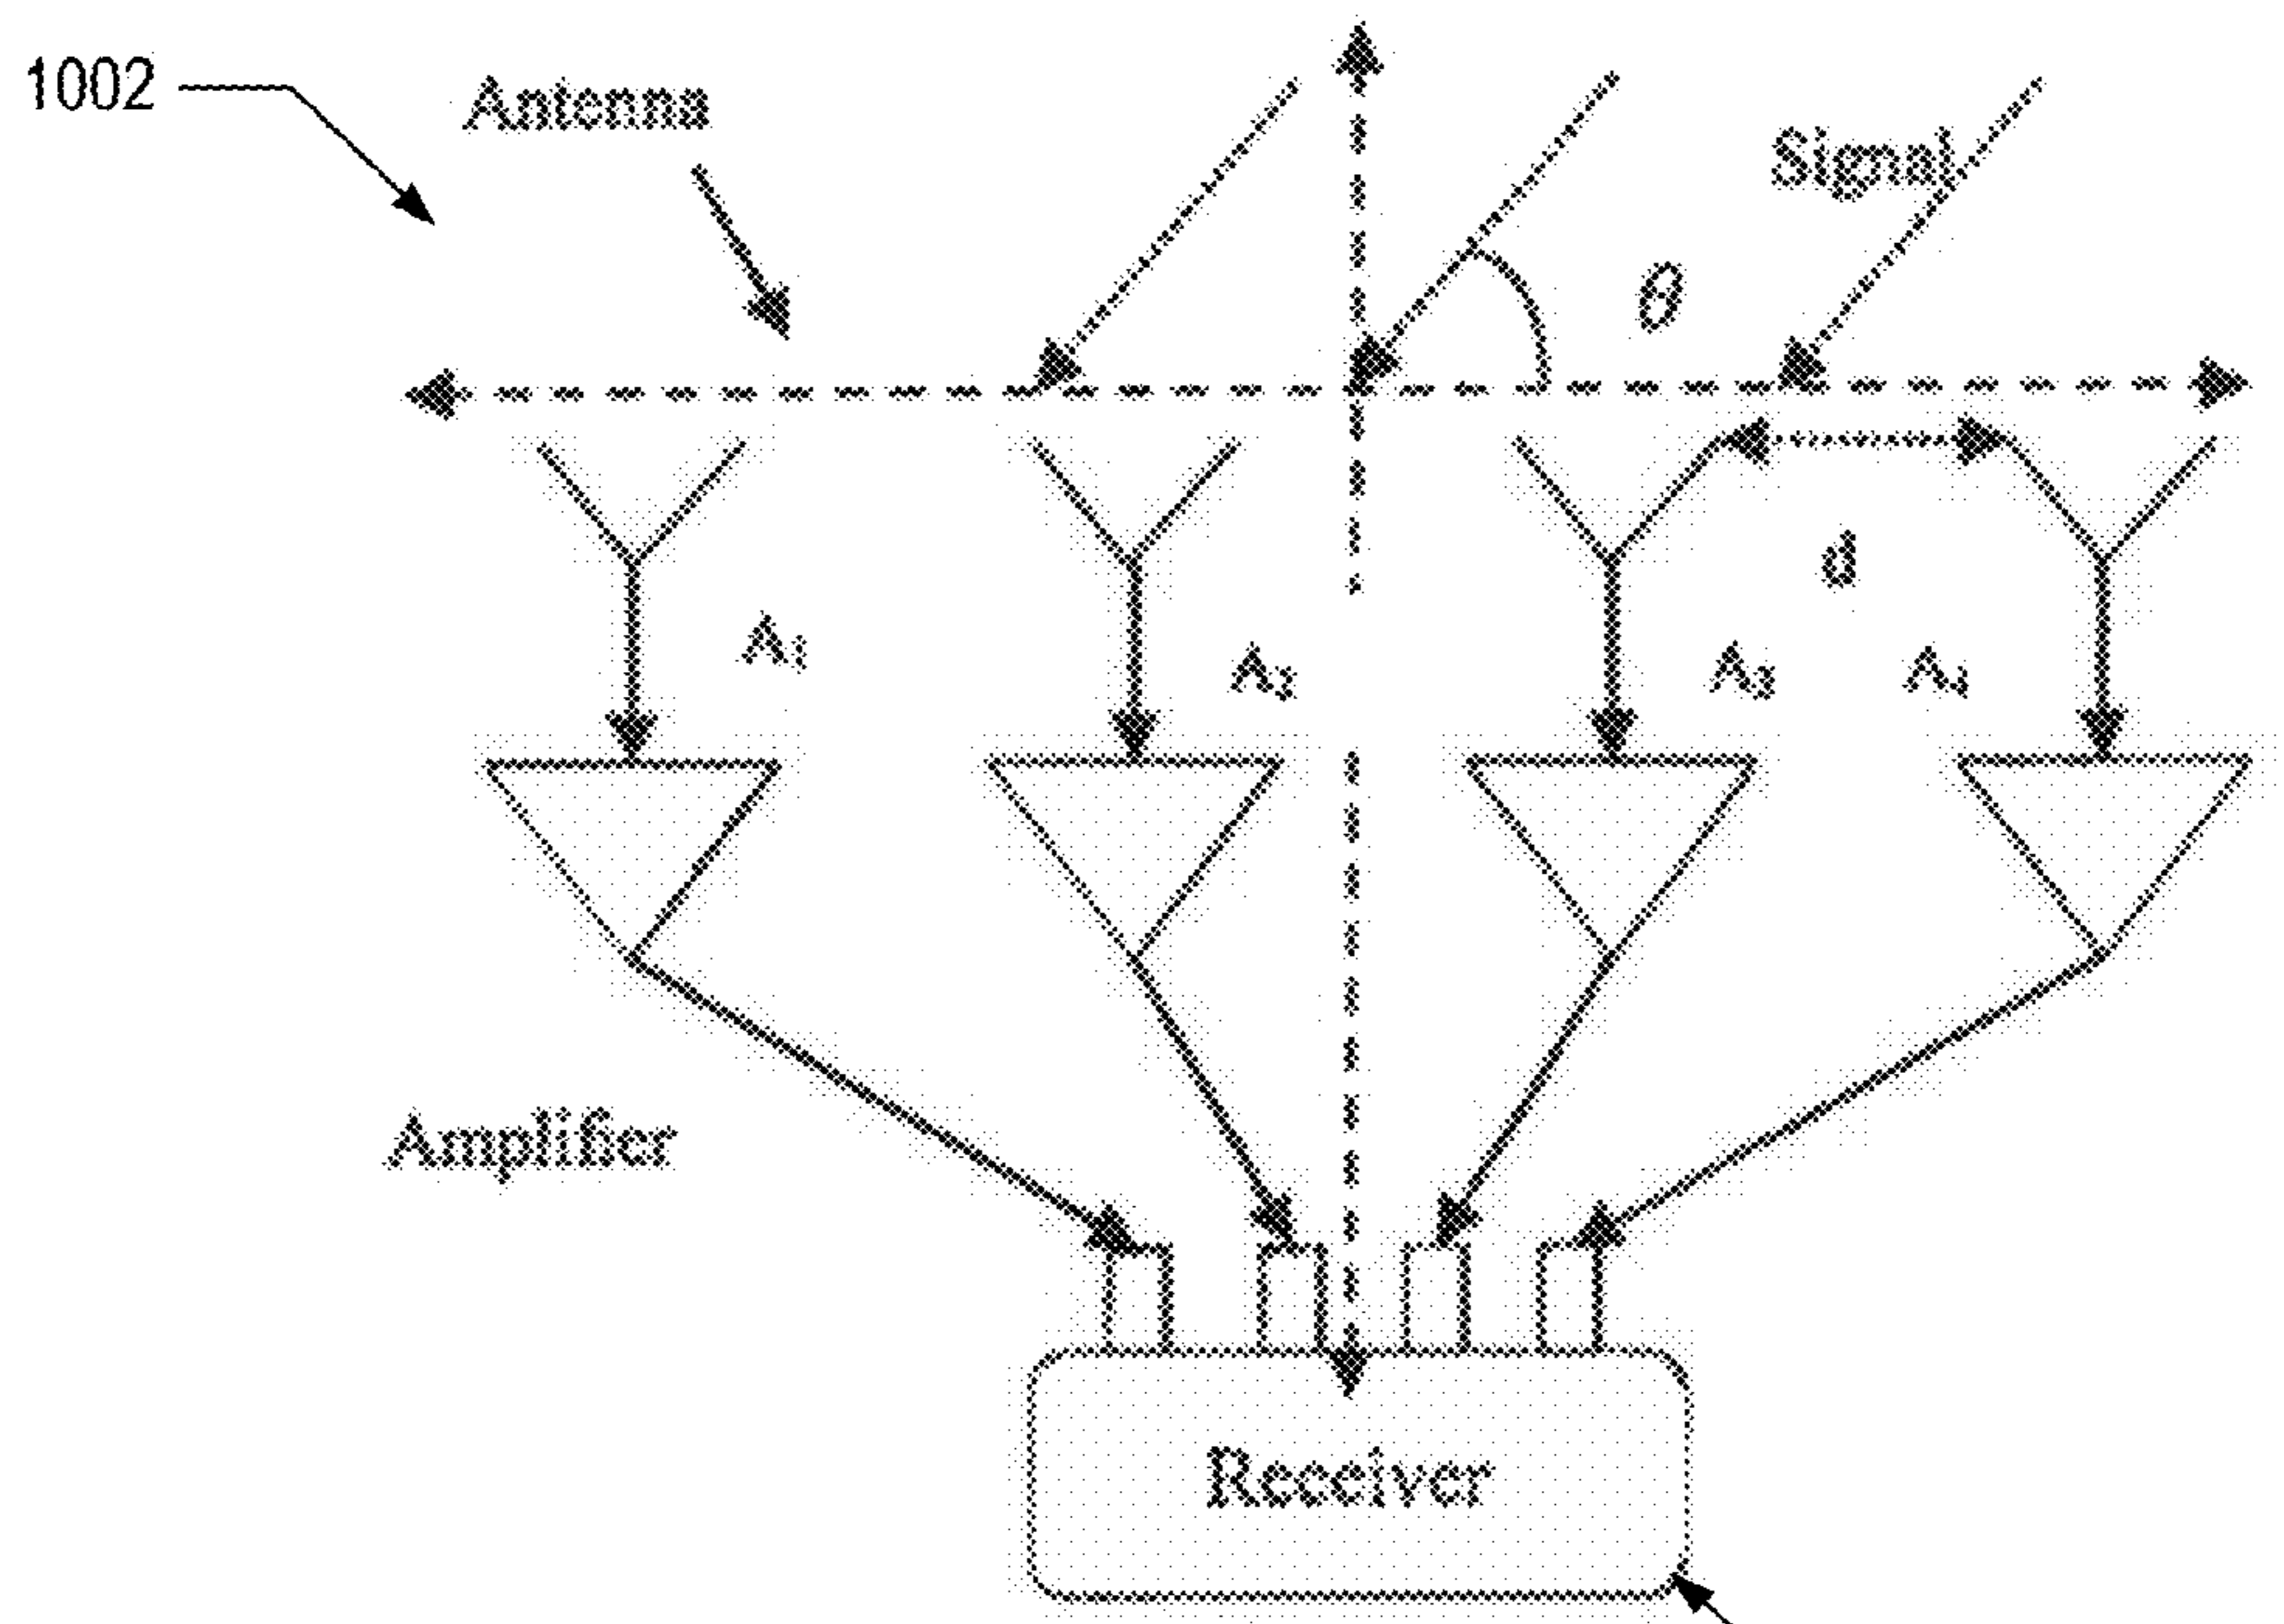 1002
Antenna
Signal
θ
d
A₁
A₂
A₃
A₄
Amplifier
Receiver